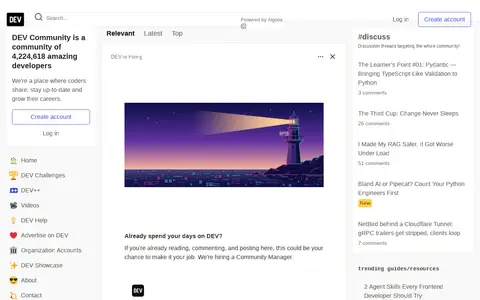 DEV
Search...
Powered by Algolia
Log in
Create account
DEV Community is a
community of
4,224,618 amazing
developers
We're a place where coders
share, stay up-to-date and
grow their careers.
Create account
Log in
Home
DEV Challenges
DEV++
Videos
DEV Help
Advertise on DEV
Organization Accounts
DEV Showcase
About
Contact
Relevant
Latest
Top
DEV is Hiring
Already spend your days on DEV?
If you're already reading, commenting, and posting here, this could be your
chance to make it your job. We're hiring a Community Manager.
DEV
#discuss
Discussion threads targeting the whole community!
The Learner's Point #01: Pydantic —
Bringing TypeScript-Like Validation to
Python
3 comments
The Third Cup: Change Never Sleeps
26 comments
I Made My RAG Safer. It Got Worse
Under Load
51 comments
Bland AI or Pipecat? Count Your Python
Engineers First
New
NetBird behind a Cloudflare Tunnel:
gRPC trailers get stripped, clients loop
7 comments
trending guides/resources
2 Agent Skills Every Frontend
Developer Should Try Today